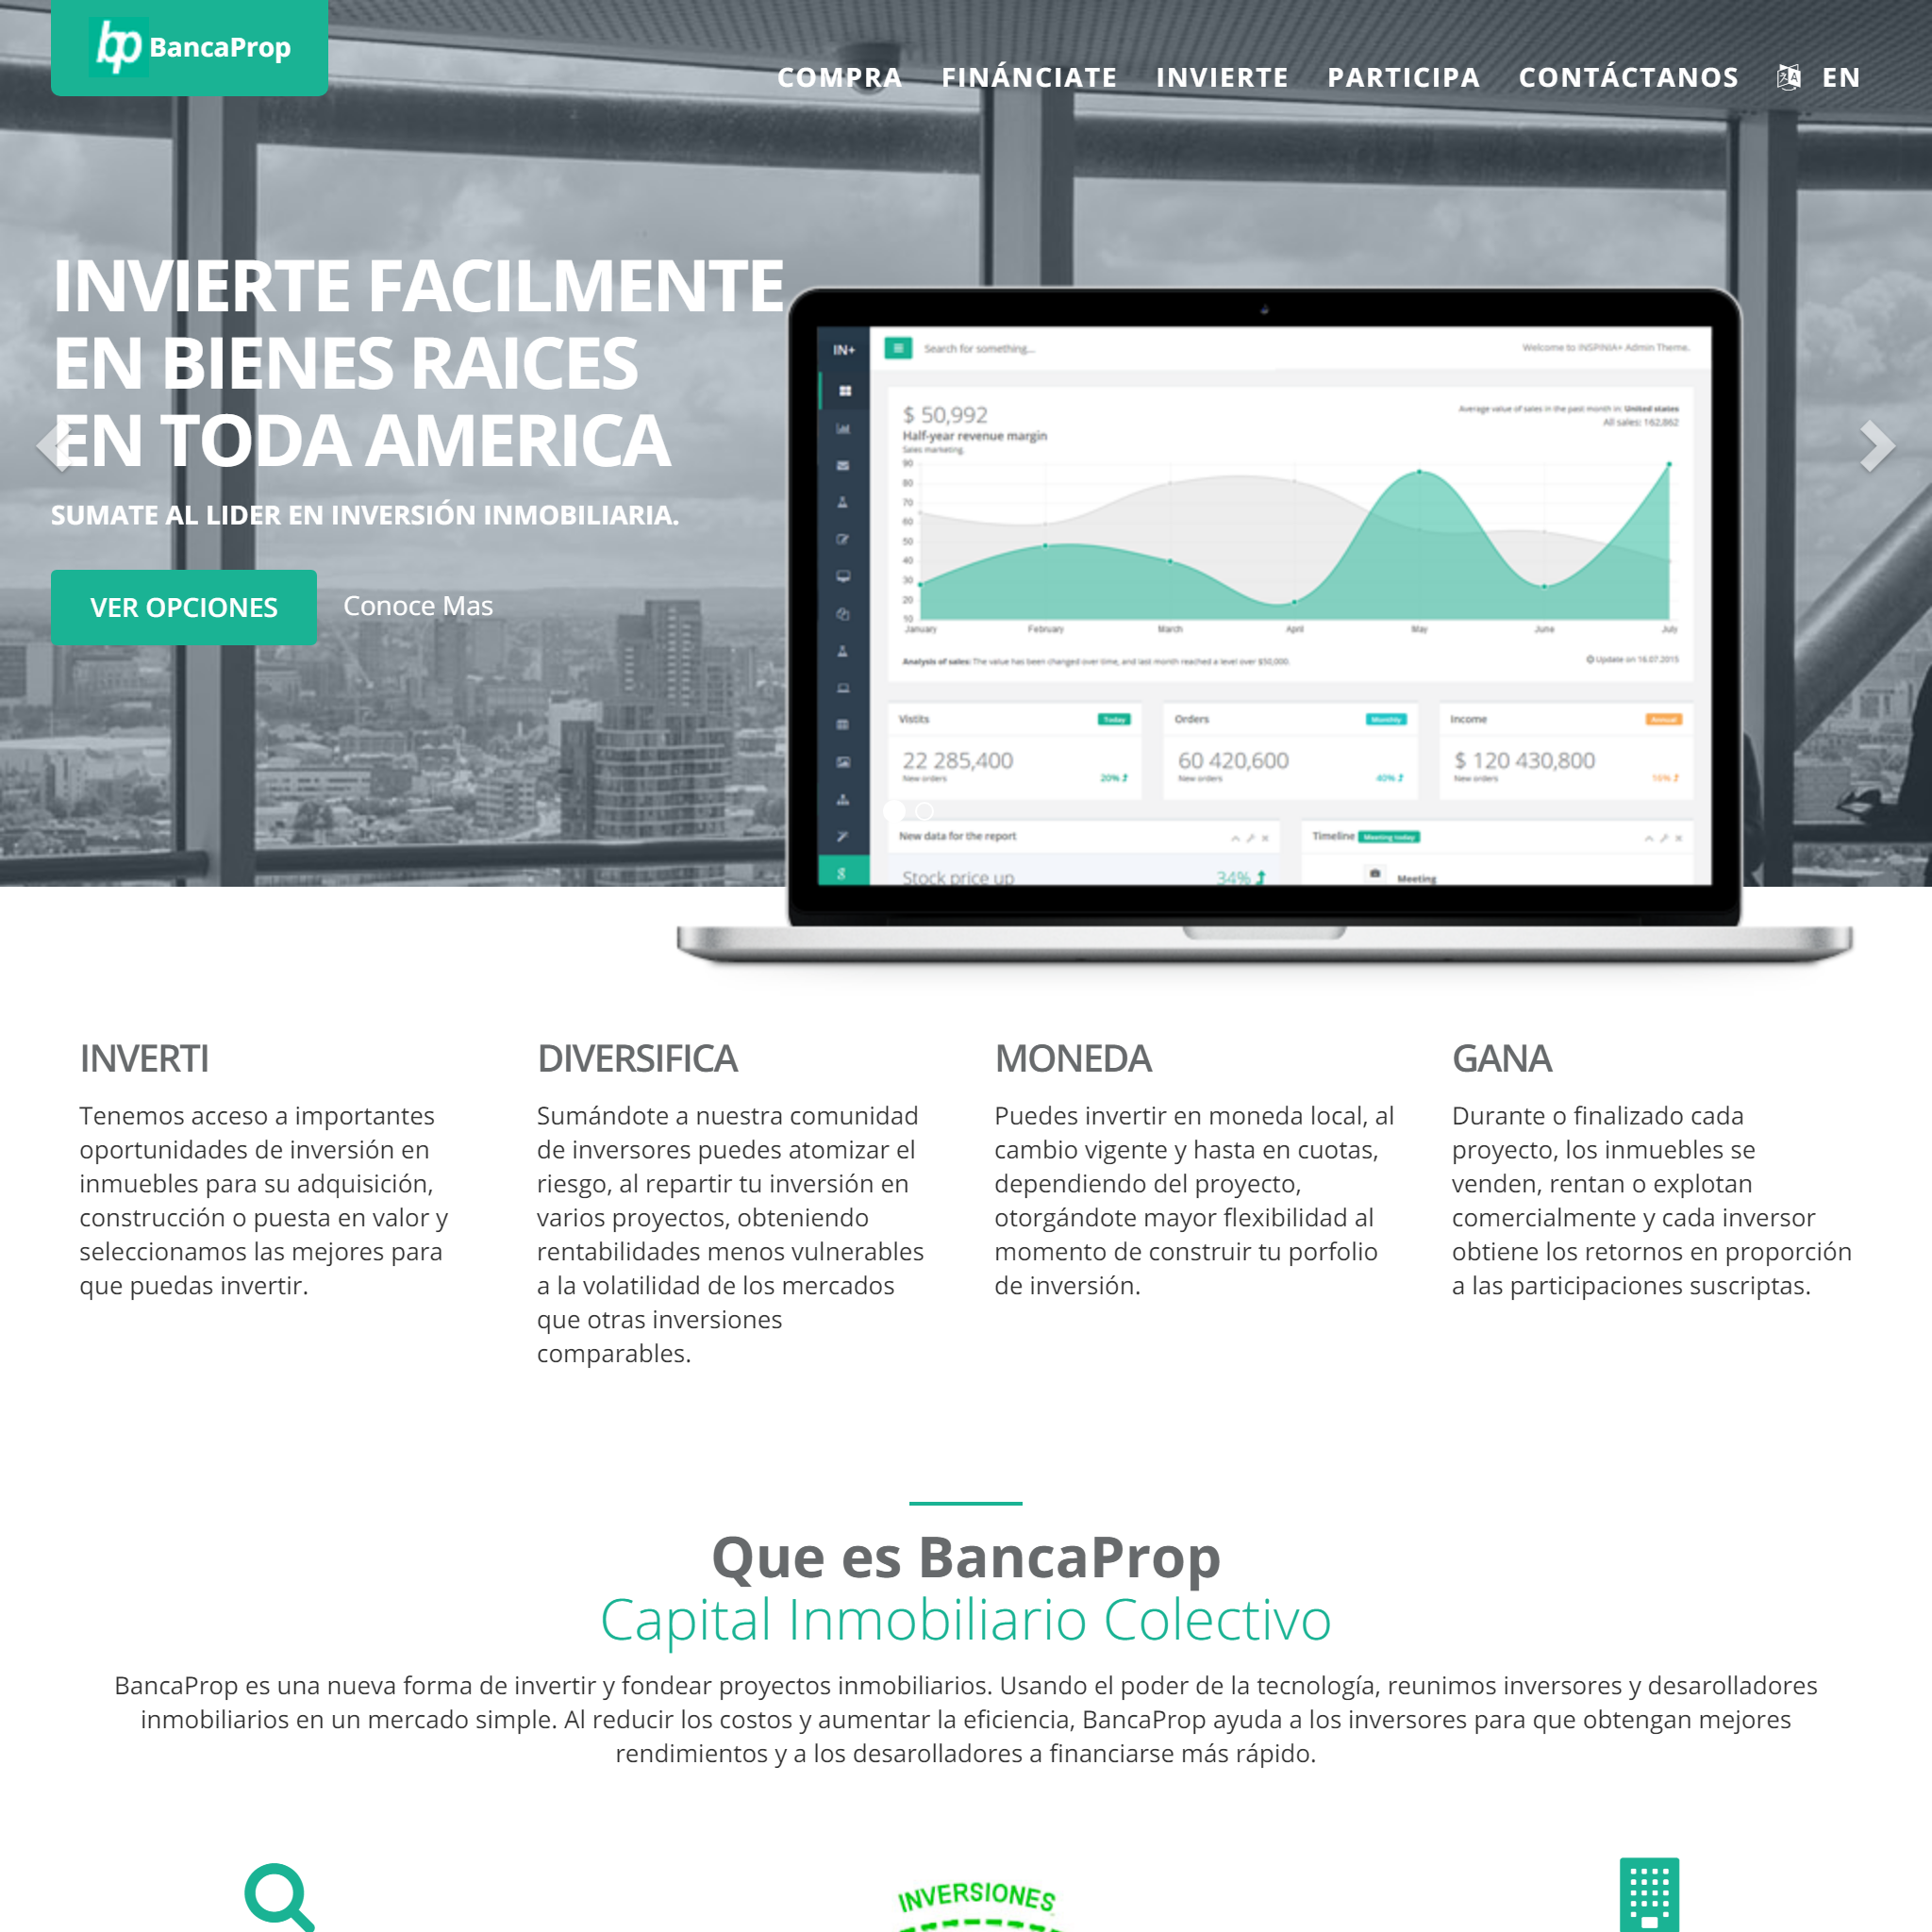 bp BancaProp
COMPRA FINÁNCIATE INVIERTE PARTICIPA CONTÁCTANOS EN
INVIERTE FACILMENTE
EN BIENES RAICES
EN TODA AMERICA
SUMATE AL LIDER EN INVERSIÓN INMOBILIARIA.
VER OPCIONES Conoce Mas
IN+ Search for something... Welcome to INSPINIA+ Admin Theme.
$ 50,992
Half-year revenue margin
Sales marketing.
Average value of sales in the past month in: United states
All sales: 162,862
90
80
70
60
50
40
30
20
10
January February March April May June July
Analysis of sales: The value has been changed over time, and last month reached a level over $50,000.
Update on 16.07.2015
Vistits Today
22 285,400
New orders 20%
Orders Monthly
60 420,600
New orders 40%
Income Annual
$ 120 430,800
New orders 16%
New data for the report
Stock price up 34%
Timeline Meeting today
Meeting
INVERTI
Tenemos acceso a importantes
oportunidades de inversión en
inmuebles para su adquisición,
construcción o puesta en valor y
seleccionamos las mejores para
que puedas invertir.
DIVERSIFICA
Sumándote a nuestra comunidad
de inversores puedes atomizar el
riesgo, al repartir tu inversión en
varios proyectos, obteniendo
rentabilidades menos vulnerables
a la volatilidad de los mercados
que otras inversiones
comparables.
MONEDA
Puedes invertir en moneda local, al
cambio vigente y hasta en cuotas,
dependiendo del proyecto,
otorgándote mayor flexibilidad al
momento de construir tu porfolio
de inversión.
GANA
Durante o finalizado cada
proyecto, los inmuebles se
venden, rentan o explotan
comercialmente y cada inversor
obtiene los retornos en proporción
a las participaciones suscriptas.
Que es BancaProp
Capital Inmobiliario Colectivo
BancaProp es una nueva forma de invertir y fondear proyectos inmobiliarios. Usando el poder de la tecnología, reunimos inversores y desarolladores
inmobiliarios en un mercado simple. Al reducir los costos y aumentar la eficiencia, BancaProp ayuda a los inversores para que obtengan mejores
rendimientos y a los desarolladores a financiarse más rápido.
INVERSIONES